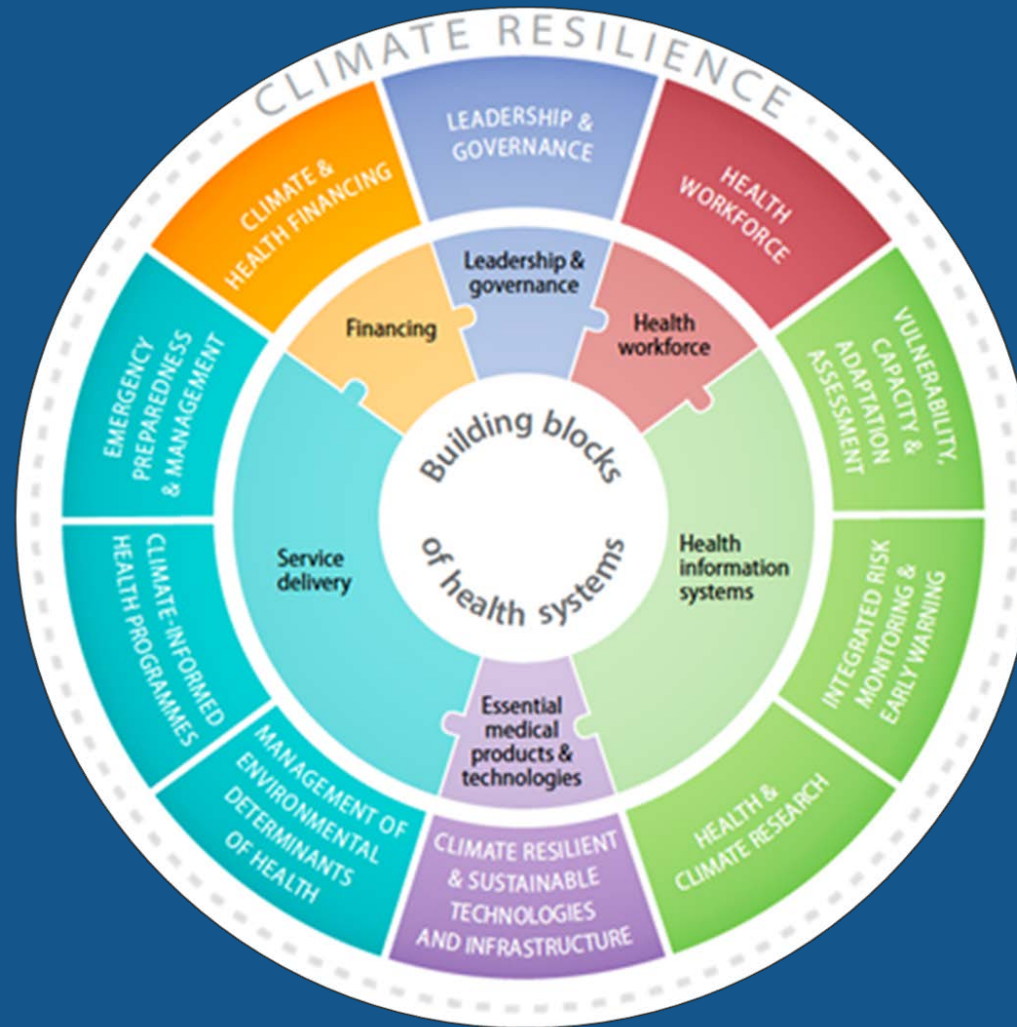 CLIMATE RESILIENCE
LEADERSHIP &
GOVERNANCE
HEALTH
WORKFORCE
VULNERABILITY,
CAPACITY &
ADAPTATION
ASSESSMENT
INTEGRATED RISK
MONITORING &
EARLY WARNING
HEALTH &
CLIMATE RESEARCH
CLIMATE RESILIENT
& SUSTAINABLE
TECHNOLOGIES
AND INFRASTRUCTURE
MANAGEMENT OF
ENVIRONMENTAL
DETERMINANTS
OF HEALTH
CLIMATE-INFORMED
HEALTH PROGRAMMES
EMERGENCY
PREPAREDNESS
& MANAGEMENT
CLIMATE &
HEALTH FINANCING
Leadership &
governance
Health
workforce
Health
information
systems
Essential
medical
products &
technologies
Service
delivery
Financing
Building blocks
of health systems